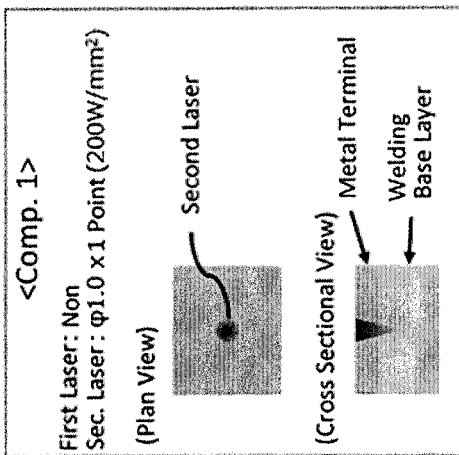 <Comp. 1>
First Laser: Non
Sec. Laser: φ1.0 x1 Point (200W/mm²)
(Plan View)
Second Laser
(Cross Sectional View)
Metal Terminal
Welding
Base Layer